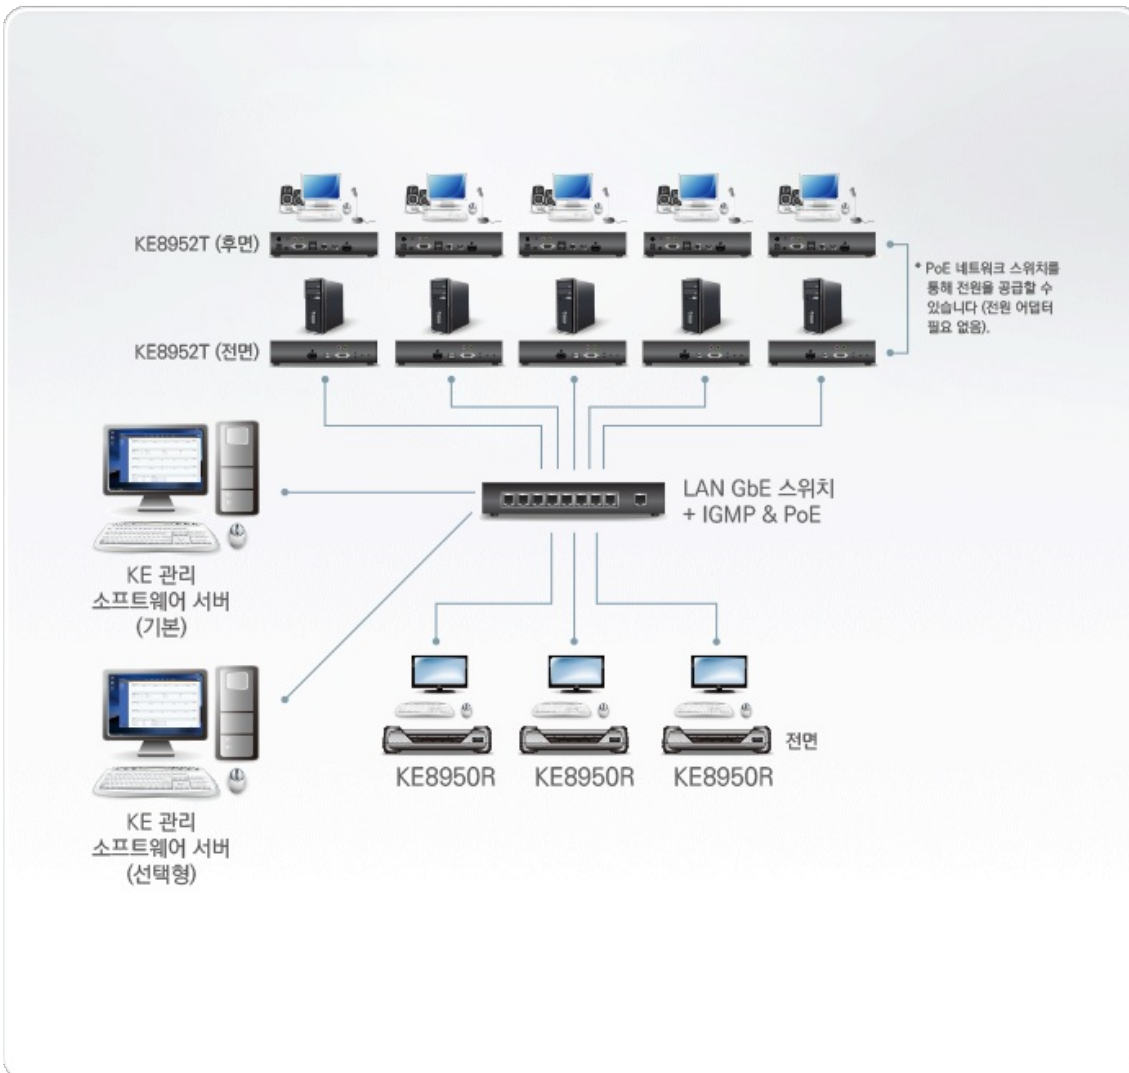 KE8952T (후면)
* PoE 네트워크 스위치를
통해 전원을 공급할 수
있습니다 (전원 어댑터
필요 없음).
KE8952T (전면)
LAN GbE 스위치
+ IGMP & PoE
KE 관리
소프트웨어 서버
(기본)
전면
KE8950R KE8950R KE8950R
KE 관리
소프트웨어 서버
(선택형)